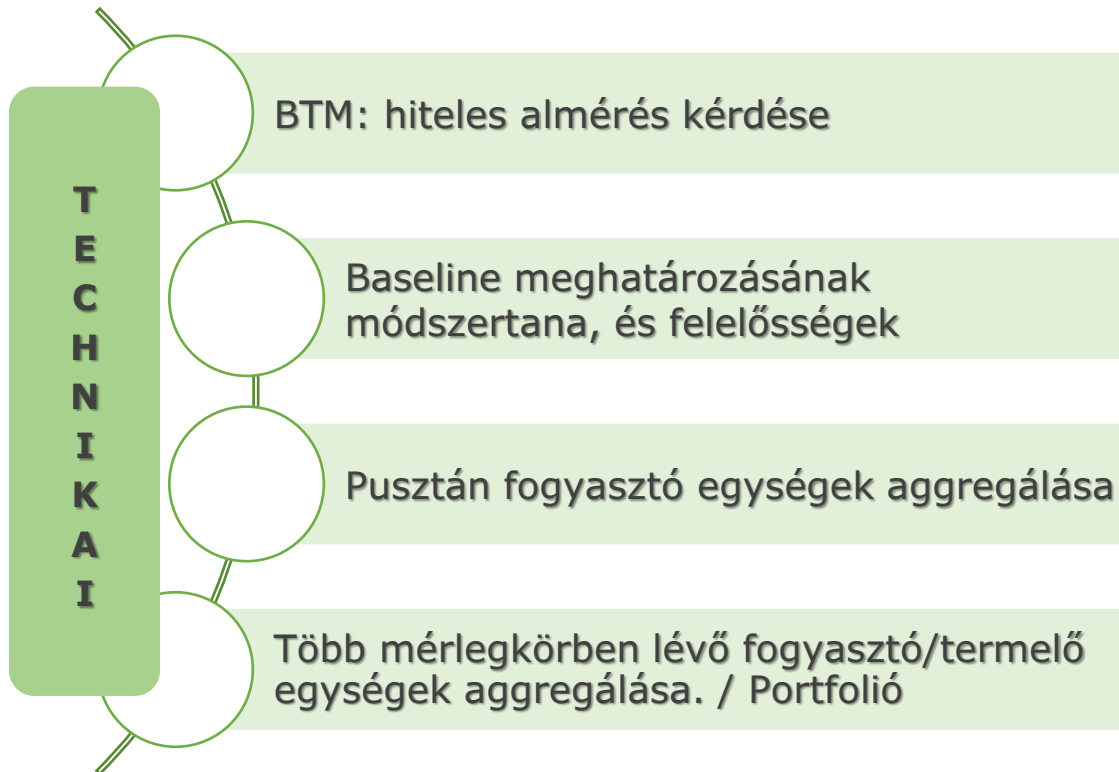 TECHNIKAI
BTM: hiteles almérés kérdése
Baseline meghatározásának
módszertana, és felelősségek
Pusztán fogyasztó egységek aggregálása
Több mérlegkörben lévő fogyasztó/termelő
egységek aggregálása. / Portfolió